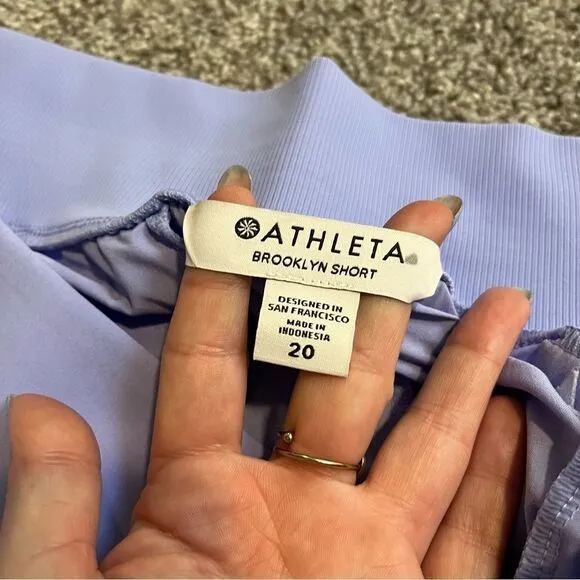 ATHLETA
BROOKLYN SHORT
DESIGNED IN
SAN FRANCISCO
MADE IN
INDONESIA
20